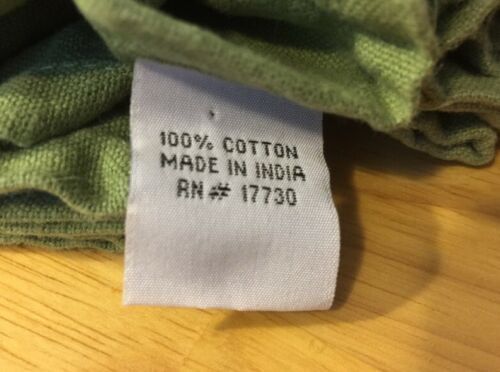 100% COTTON
MADE IN INDIA
RN# 17730